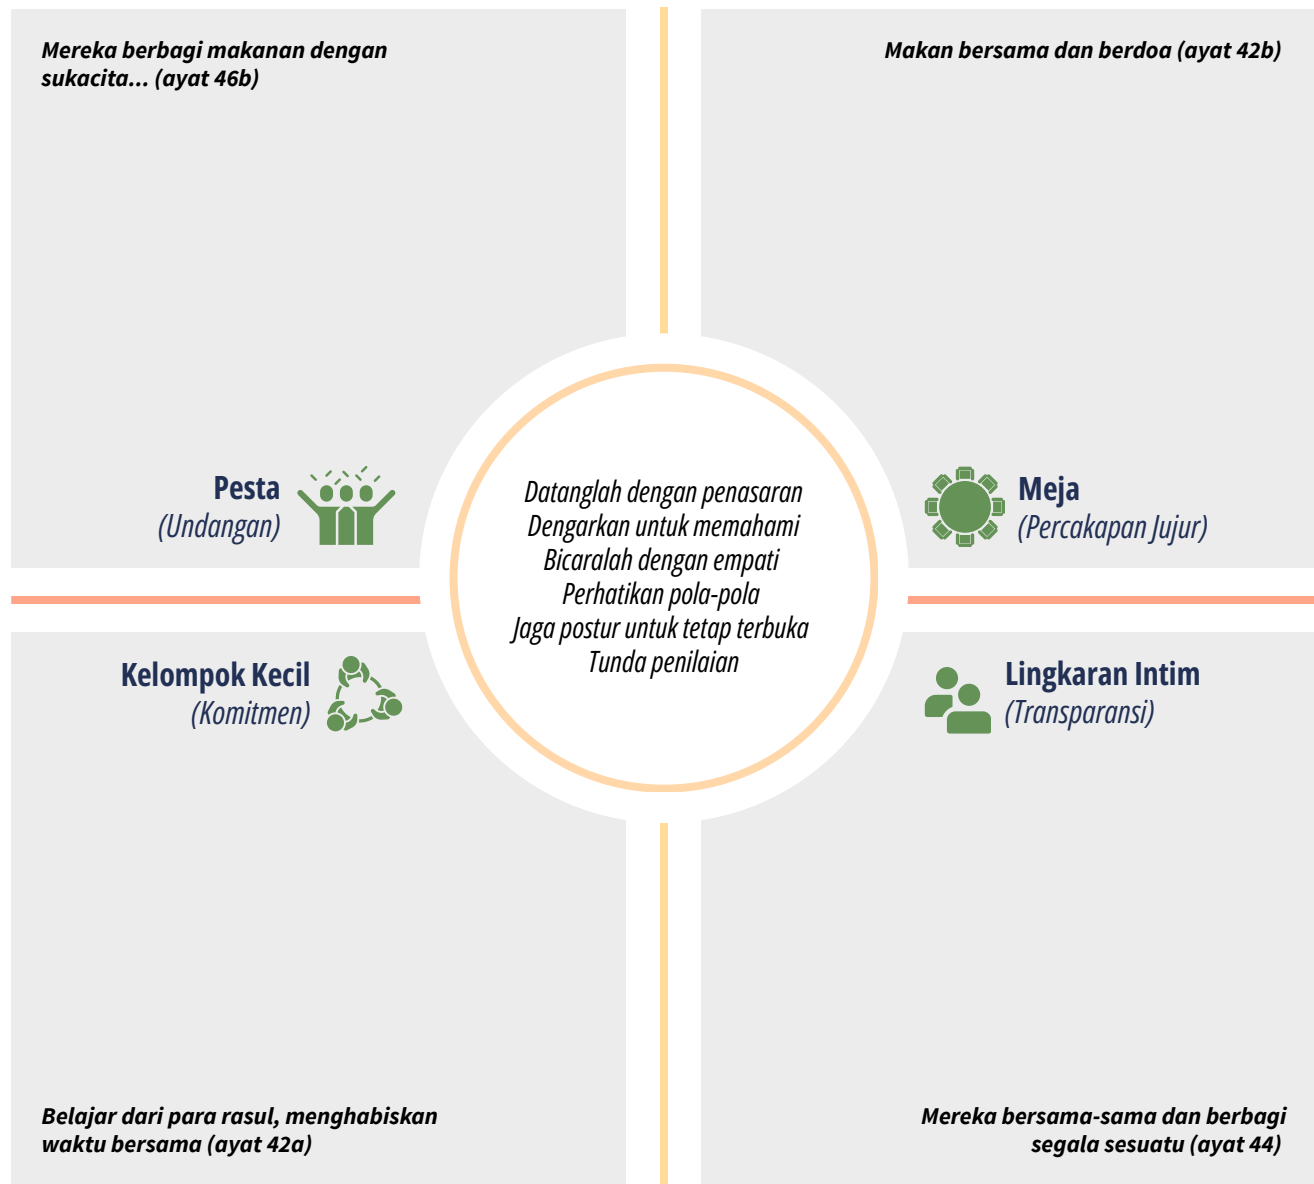 Mereka berbagi makanan dengan
sukacita... (ayat 46b)
Makan bersama dan berdoa (ayat 42b)
Pesta
(Undangan)
Meja
(Percakapan Jujur)
Datanglah dengan penasaran
Dengarkan untuk memahami
Bicaralah dengan empati
Perhatikan pola-pola
Jaga postur untuk tetap terbuka
Tunda penilaian
Kelompok Kecil
(Komitmen)
Lingkaran Intim
(Transparansi)
Belajar dari para rasul, menghabiskan
waktu bersama (ayat 42a)
Mereka bersama-sama dan berbagi
segala sesuatu (ayat 44)